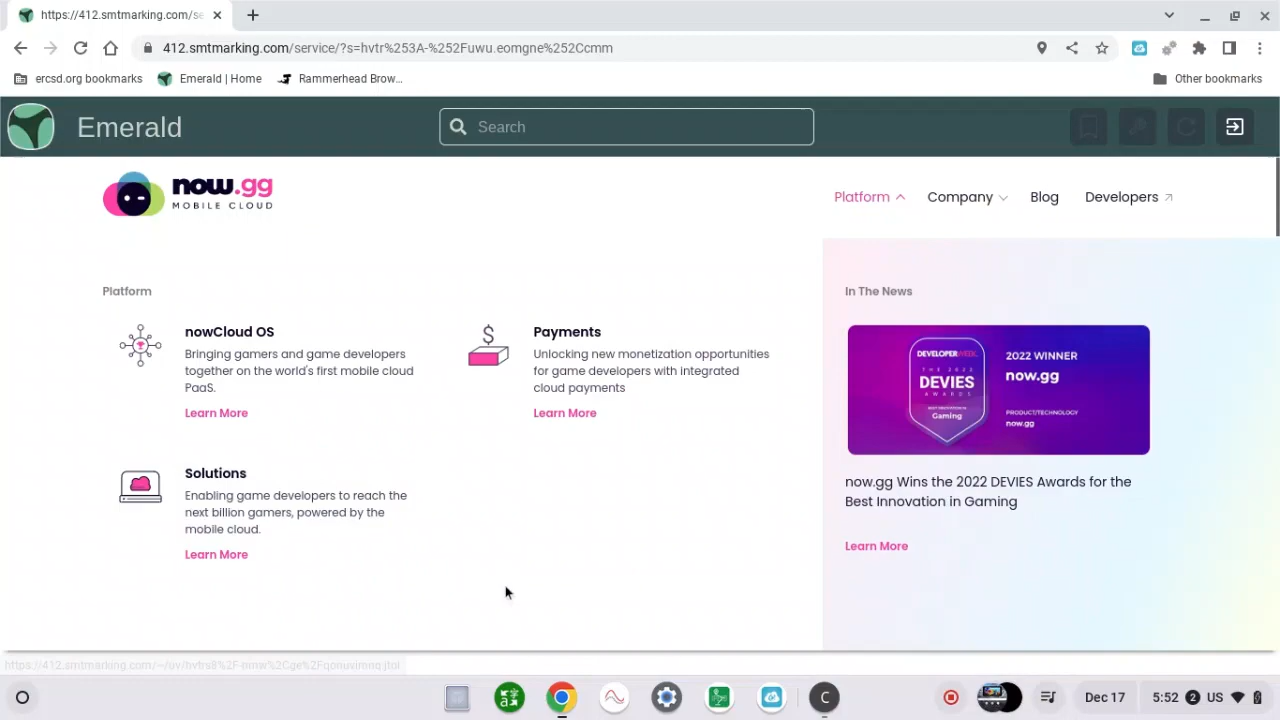 https://412.smtmarking.com/se
412.smtmarking.com/service/?s=hvtr%253A-%252Fuwu.eomgne%252Ccmm
ercsd.org bookmarks
Emerald | Home
Rammerhead Brow...
Other bookmarks
Emerald
Search
now.gg
MOBILE CLOUD
Platform
Company
Blog
Developers
Platform
nowCloud OS
Bringing gamers and game developers
together on the world's first mobile cloud
PaaS.
Learn More
Payments
Unlocking new monetization opportunities
for game developers with integrated
cloud payments
Learn More
Solutions
Enabling game developers to reach the
next billion gamers, powered by the
mobile cloud.
Learn More
In The News
DEVELOPERWEEK
THE 2022
DEVIES
AWARDS
Gaming
2022 WINNER
now.gg
PRODUCT/TECHNOLOGY
now.gg
now.gg Wins the 2022 DEVIES Awards for the
Best Innovation in Gaming
Learn More
C
Dec 17
5:52
2
US